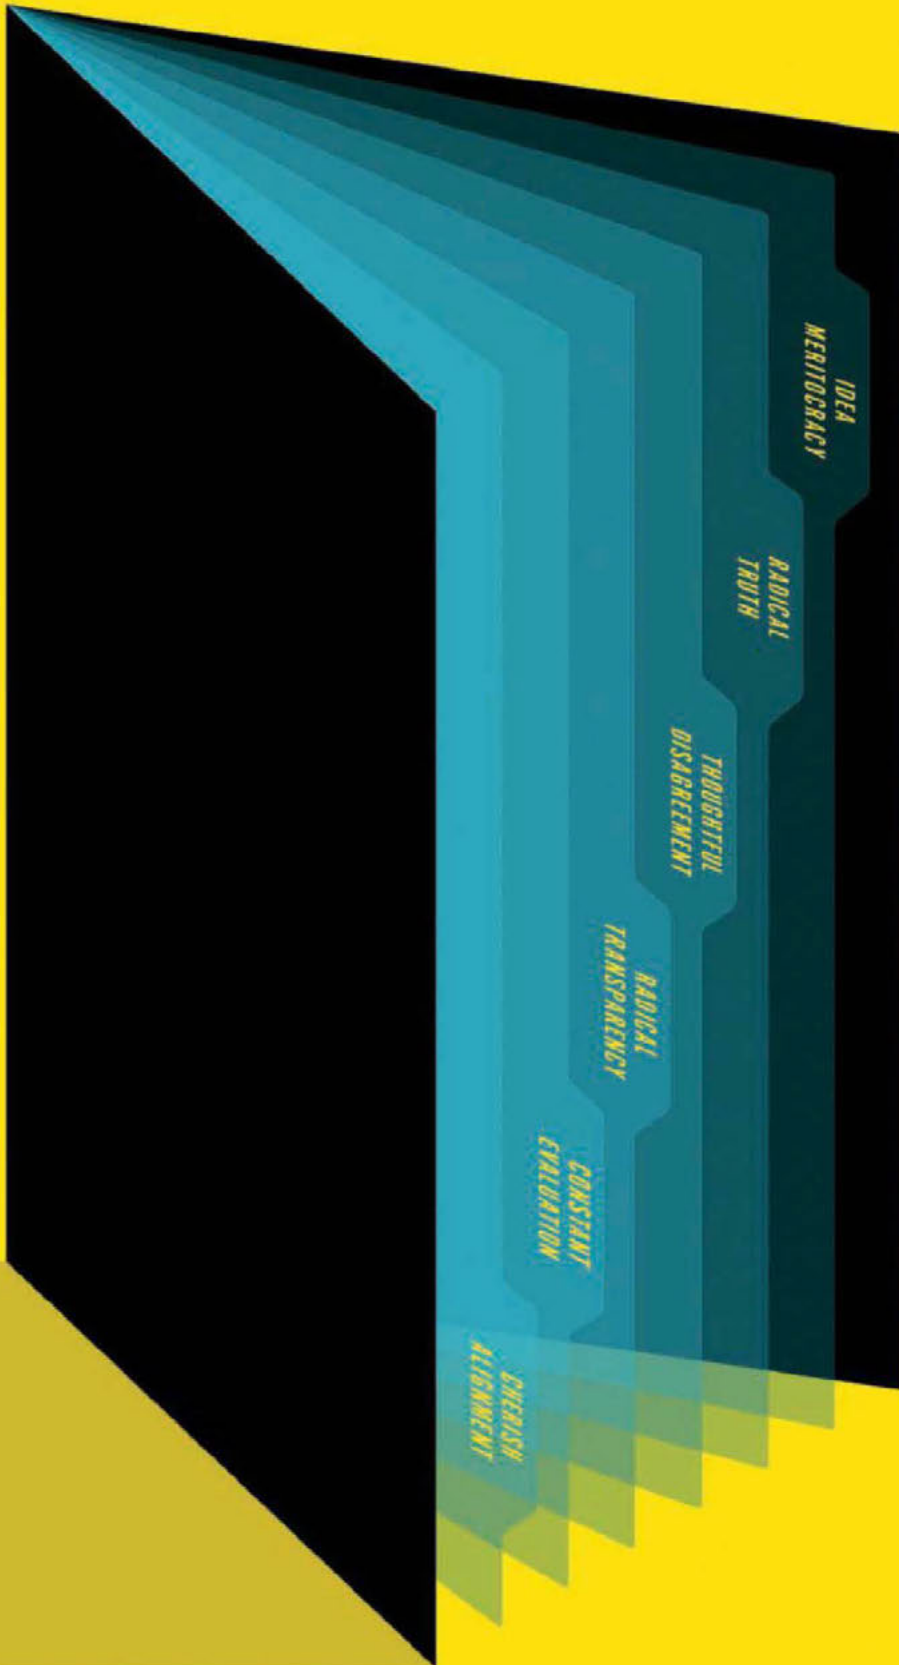 IDEA
MERITOCRACY
RADICAL
TRUTH
THOUGHTFUL
DISAGREEMENT
RADICAL
TRANSPARENCY
CONSTANT
EVALUATION
CHERISH
ALIGNMENT